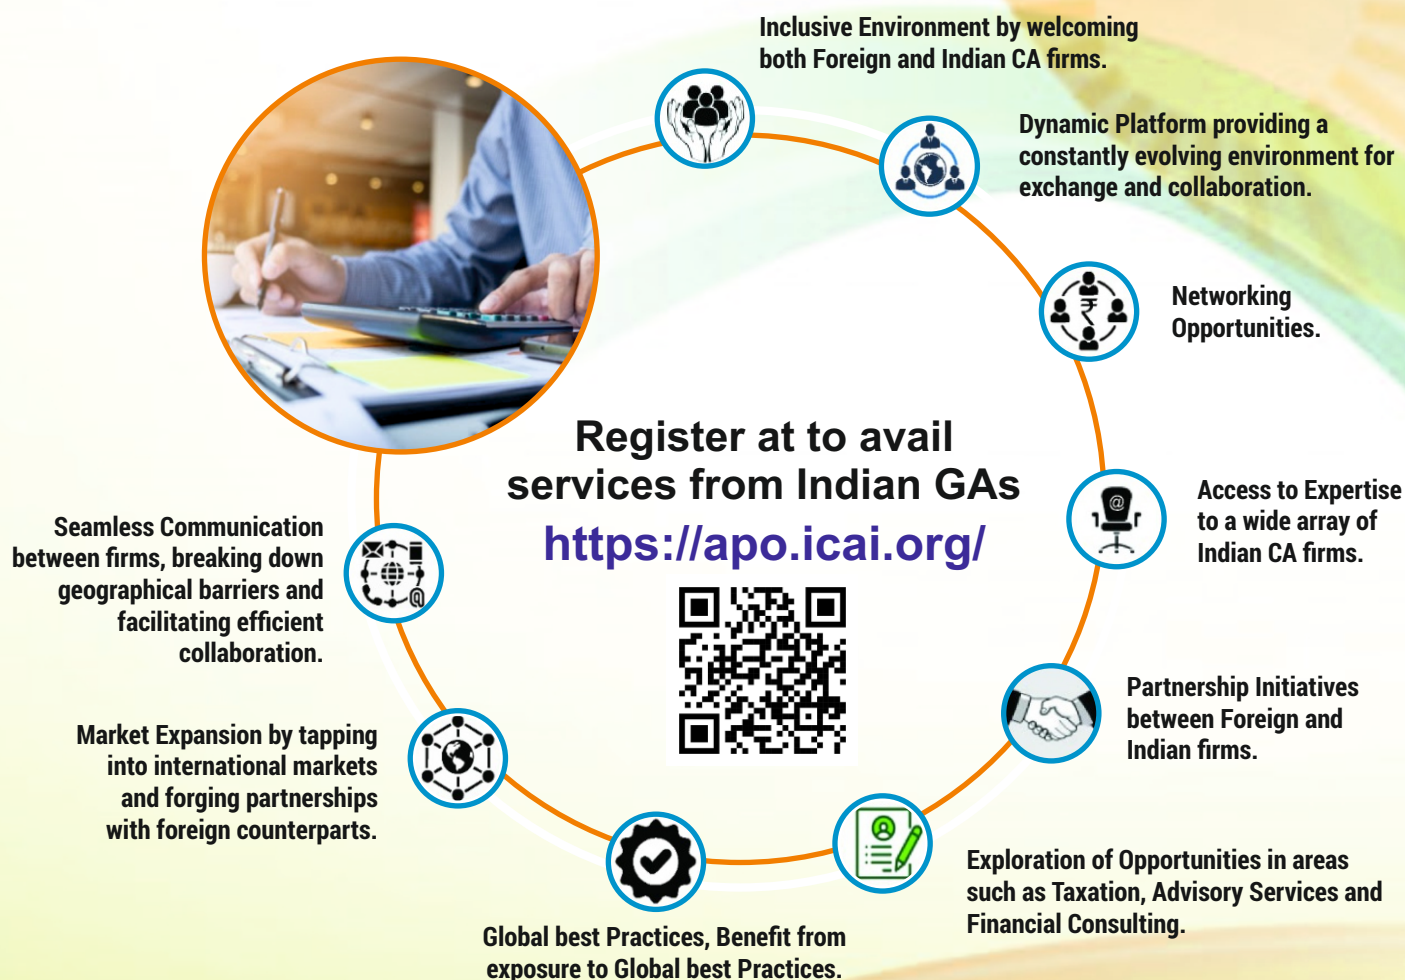 Inclusive Environment by welcoming
both Foreign and Indian CA firms.
Dynamic Platform providing a
constantly evolving environment for
exchange and collaboration.
Networking
Opportunities.
Access to Expertise
to a wide array of
Indian CA firms.
Partnership Initiatives
between Foreign and
Indian firms.
Exploration of Opportunities in areas
such as Taxation, Advisory Services and
Financial Consulting.
Global best Practices, Benefit from
exposure to Global best Practices.
Market Expansion by tapping
into international markets
and forging partnerships
with foreign counterparts.
Seamless Communication
between firms, breaking down
geographical barriers and
facilitating efficient
collaboration.
Register at to avail
services from Indian GAs
https://apo.icai.org/